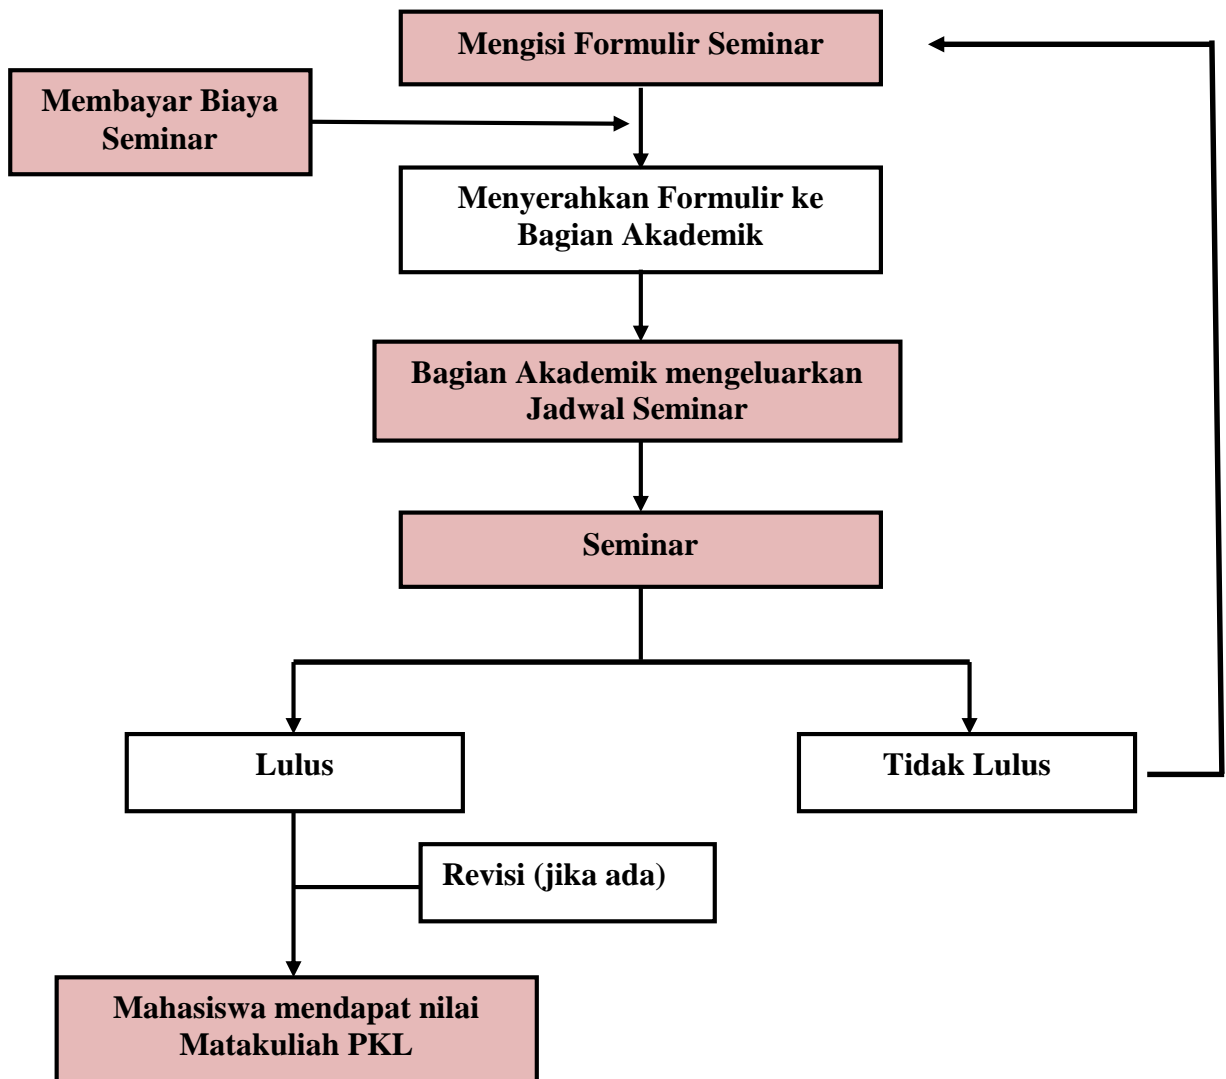 Mengisi Formulir Seminar
Membayar Biaya
Seminar
Menyerahkan Formulir ke
Bagian Akademik
Bagian Akademik mengeluarkan
Jadwal Seminar
Seminar
Lulus
Tidak Lulus
Revisi (jika ada)
Mahasiswa mendapat nilai
Matakuliah PKL